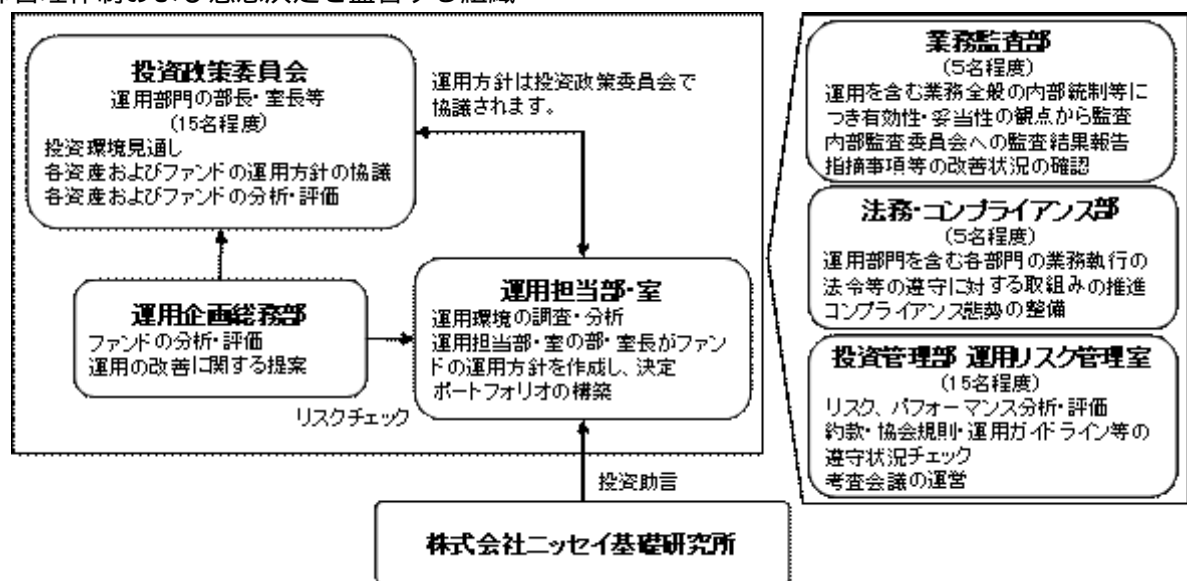 投資政策委員会
運用部門の部長・室長等
(15名程度)
投資環境見通し
各資産およびファンドの運用方針の協議
各資産およびファンドの分析・評価
運用方針は投資政策委員会で
協議されます。
運用企画総務部
ファンドの分析・評価
運用の改善に関する提案
運用担当部・室
運用環境の調査・分析
運用担当部・室の部・室長がファン
ドの運用方針を作成し、決定
ポートフォリオの構築
リスクチェック
投資助言
株式会社ニッセイ基礎研究所
業務監査部
(5名程度)
運用を含む業務全般の内部統制等に
つき有効性・妥当性の観点から監査
内部監査委員会への監査結果報告
指摘事項等の改善状況の確認
法務・コンプライアンス部
(5名程度)
運用部門を含む各部門の業務執行の
法令等の遵守に対する取組みの推進
コンプライアンス態勢の整備
投資管理部 運用リスク管理室
(15名程度)
リスク、パフォーマンス分析・評価
約款・協会規則・運用ガイドライン等の
遵守状況チェック
考査会議の運営